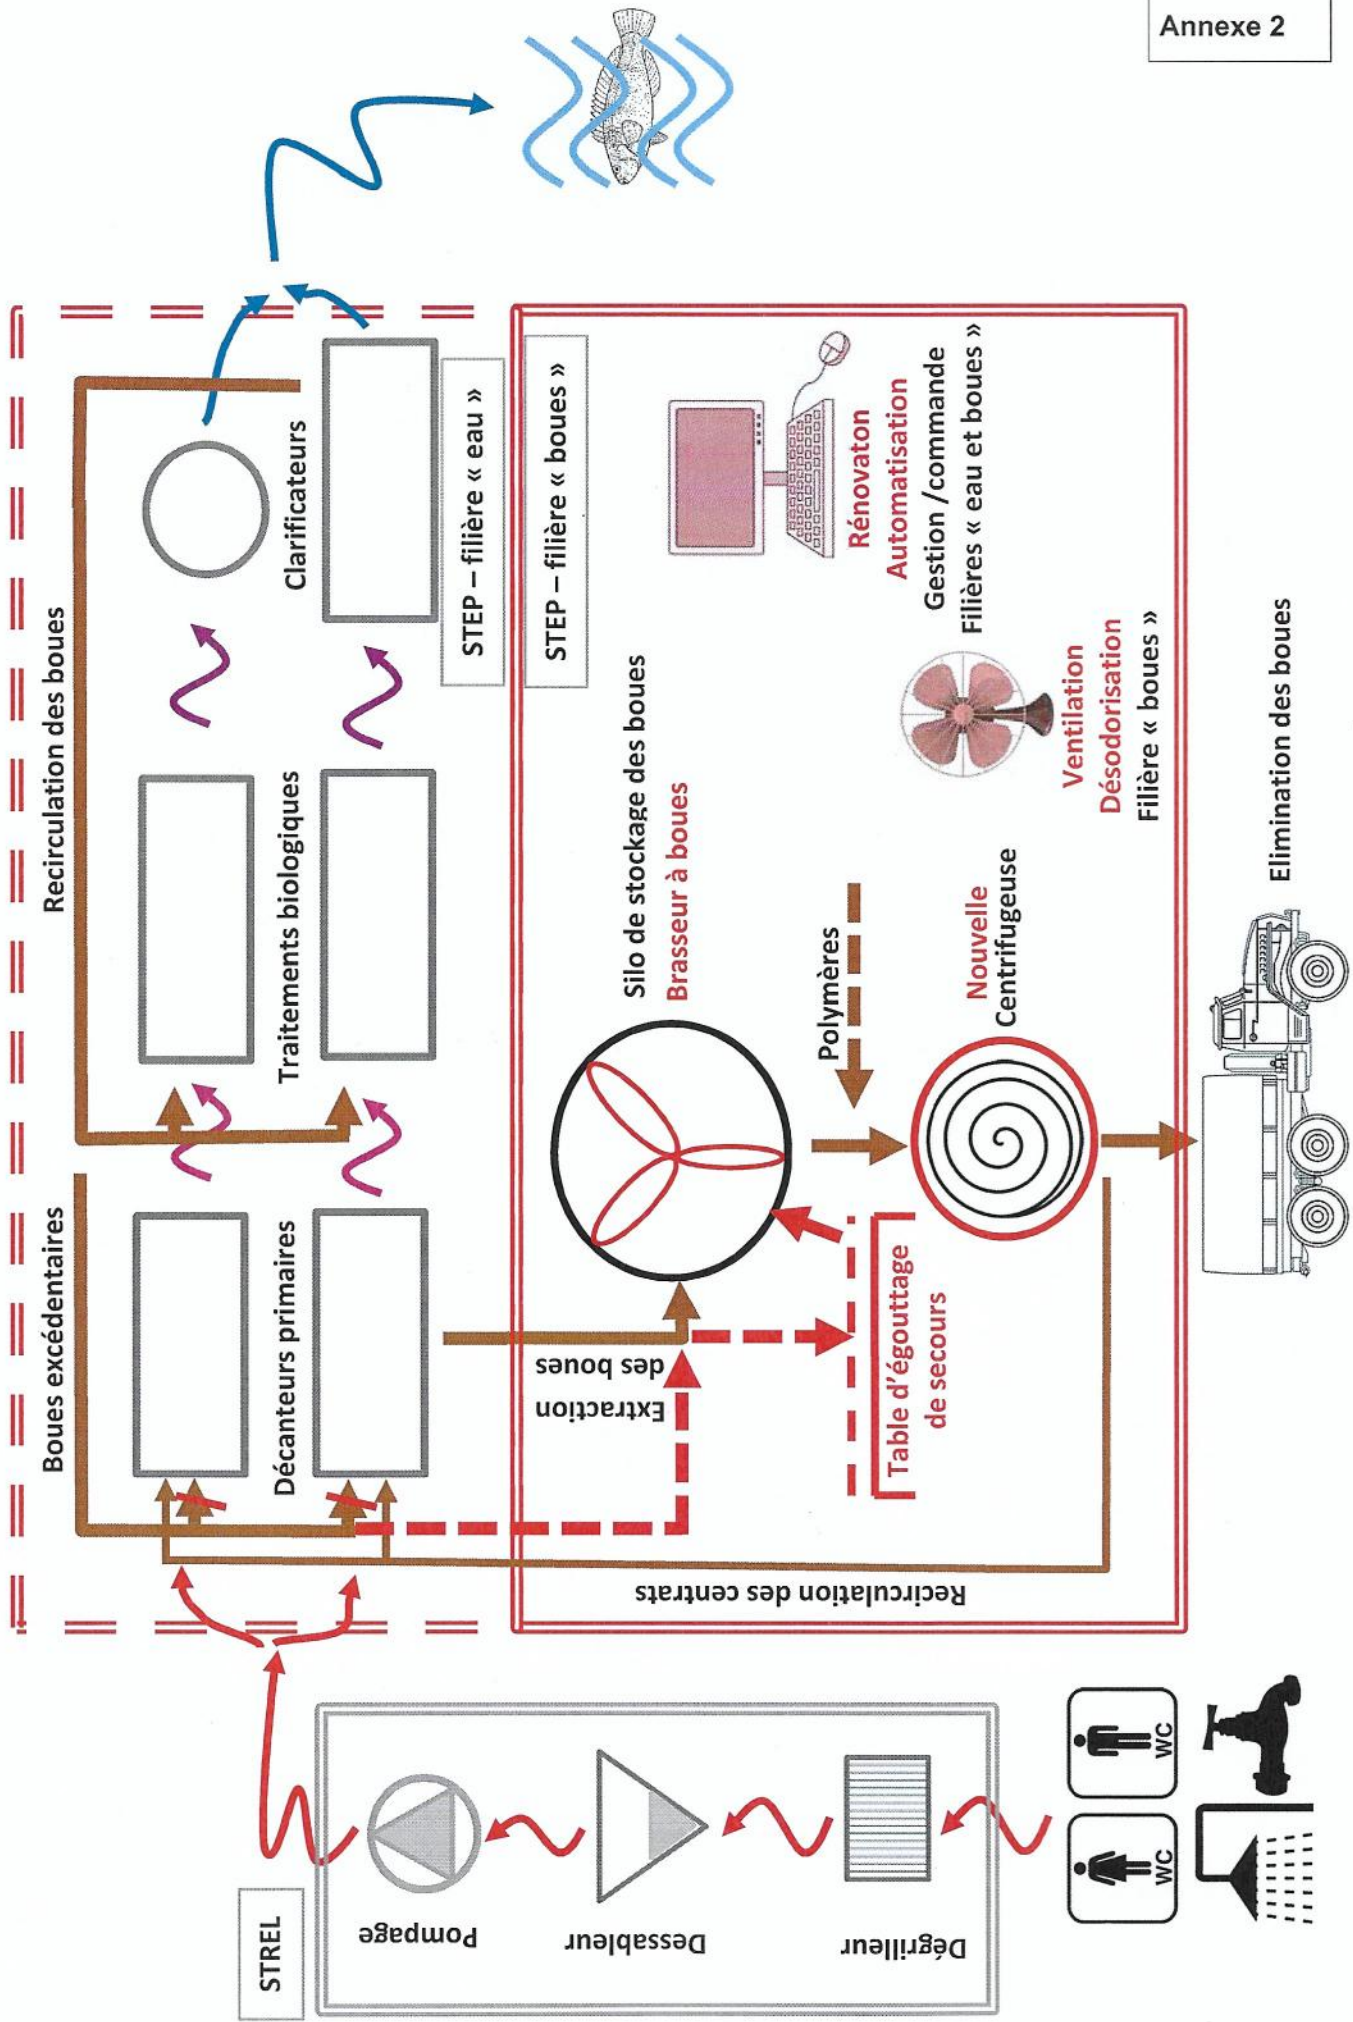 Annexe 2
STREL
Pompage
Dessableur
Dégrilleur
WC
WC
Boues excédentaires
Recirculation des boues
Décanteurs primaires
Traitements biologiques
Clarificateurs
STEP – filière « eau »
STEP – filière « boues »
Extraction
des boues
Silo de stockage des boues
Brasseur à boues
Polymères
Table d'égouttage
de secours
Nouvelle
Centrifugeuse
Recirculation des centrats
Rénovaton
Automatisation
Gestion /commande
Filières « eau et boues »
Ventilation
Désodorisation
Filière « boues »
Elimination des boues